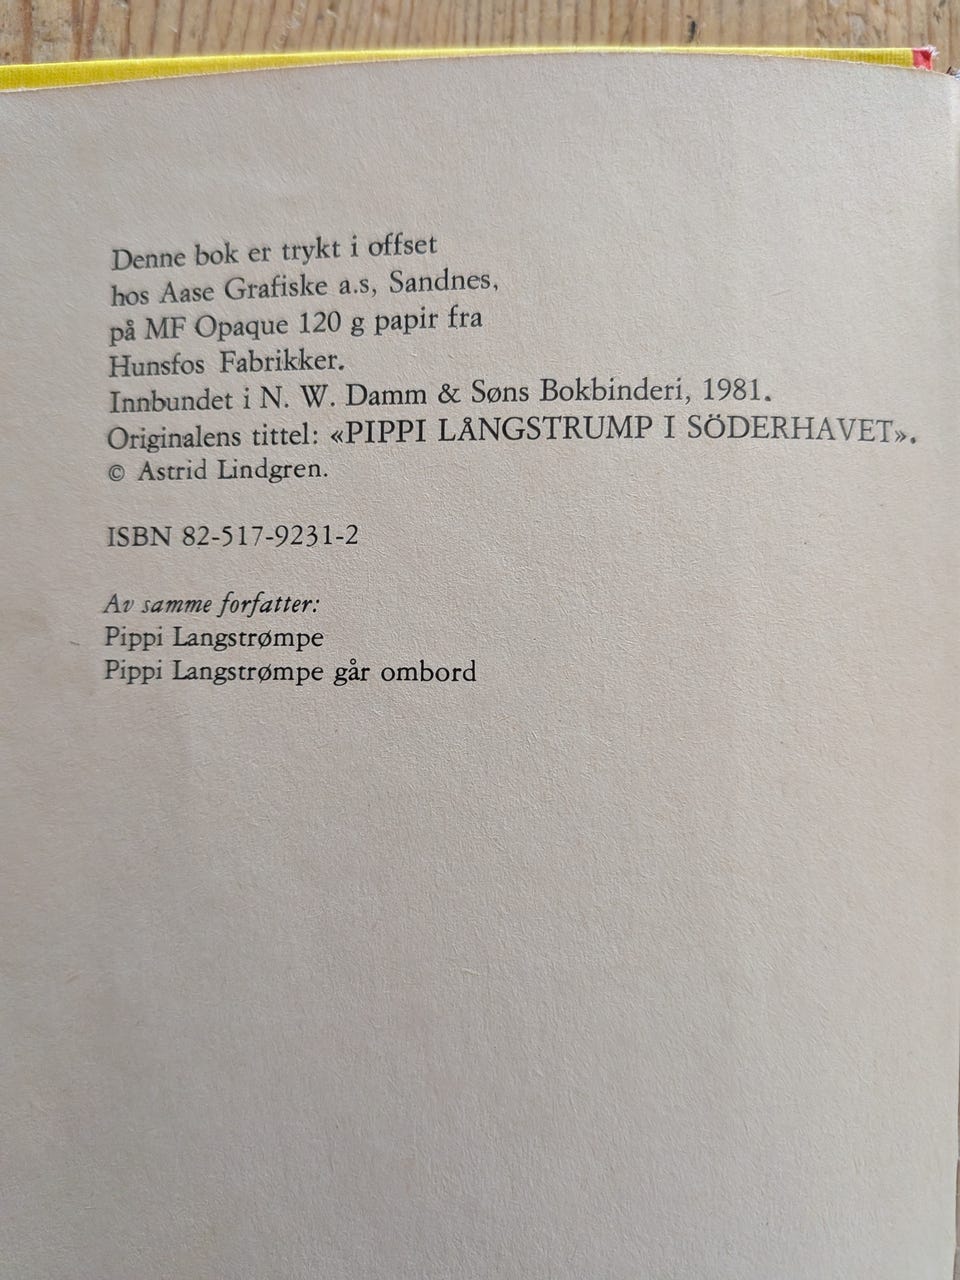 Denne bok er trykt i offset
hos Aase Grafiske a.s, Sandnes,
på MF Opaque 120 g papir fra
Hunsfos Fabrikker.
Innbundet i N. W. Damm & Søns Bokbinderi, 1981.
Originalens tittel: «PIPPI LÅNGSTRUMP I SÖDERHAVET».
© Astrid Lindgren.
ISBN 82-517-9231-2
Av samme forfatter:
Pippi Langstrømpe
Pippi Langstrømpe går ombord